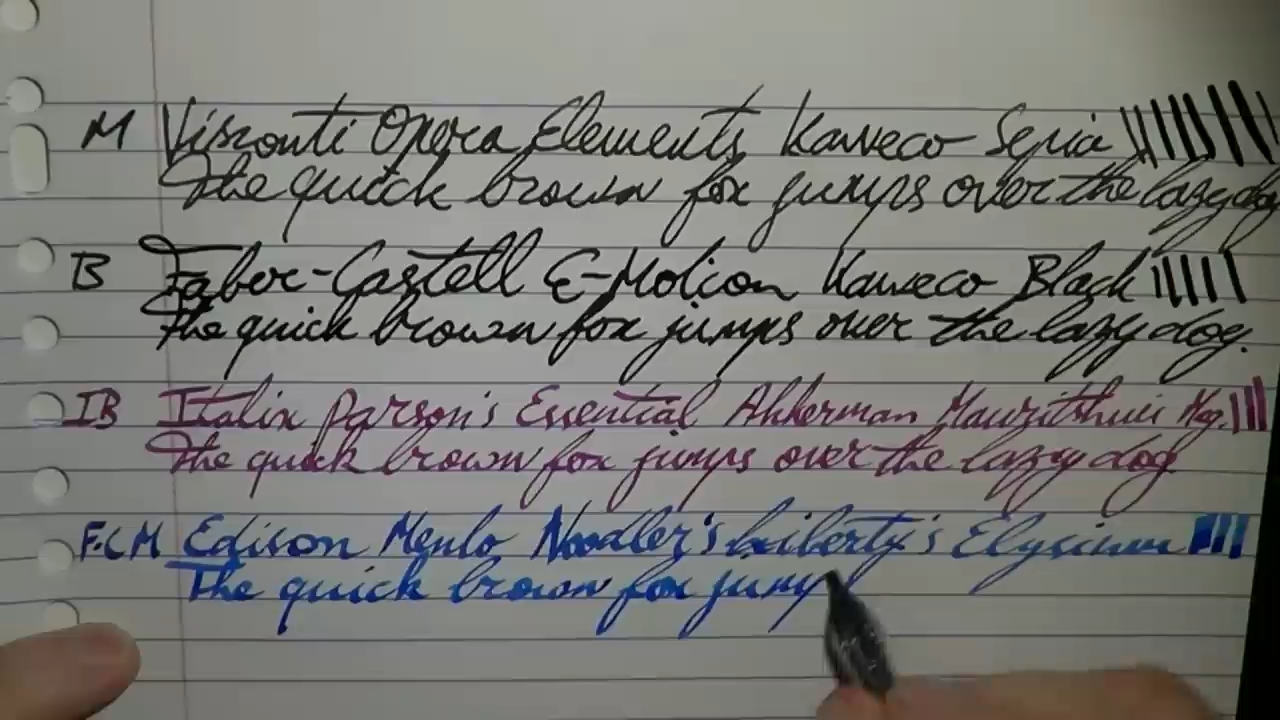 M Visconti Opera Elements Kaweco Sepia
The quick brown fox jumps over the lazy dog
B Faber-Castell E-Motion Kaweco Black
The quick brown fox jumps over the lazy dog.
IB Italix Parson's Essential Akkerman Mauritshuis Mag.
The quick brown fox jumps over the lazy dog
F.C.M Edison Menlo Noodler's Liberty's Elysium
The quick brown fox jump